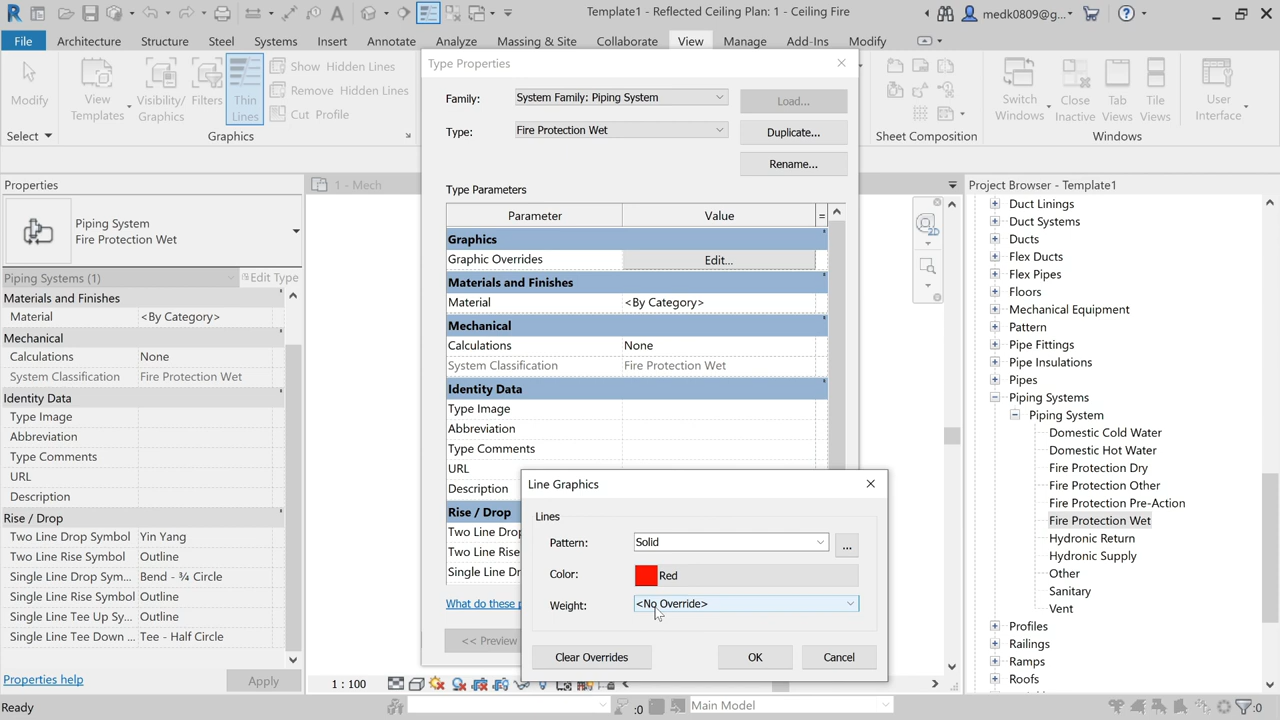 Template1 - Reflected Ceiling Plan: 1 - Ceiling Fire
medk0809@g...
File
Architecture
Structure
Steel
Systems
Insert
Annotate
Analyze
Massing & Site
Collaborate
View
Manage
Add-Ins
Modify
Modify
Select
View Templates
Visibility/ Graphics
Filters
Thin Lines
Show Hidden Lines
Remove Hidden Lines
Cut Profile
Graphics
Sheet Composition
Switch Windows
Close Inactive
Tab Views
Tile Views
Windows
User Interface
Properties
Piping System
Fire Protection Wet
Piping Systems (1)
Edit Type
Materials and Finishes
Material <By Category>
Mechanical
Calculations None
System Classification Fire Protection Wet
Identity Data
Type Image
Abbreviation
Type Comments
URL
Description
Rise / Drop
Two Line Drop Symbol Yin Yang
Two Line Rise Symbol Outline
Single Line Drop Sym... Bend - ¾ Circle
Single Line Rise Symbol Outline
Single Line Tee Up Sy... Outline
Single Line Tee Down ... Tee - Half Circle
Properties help
Apply
Ready
1 - Mech
Type Properties
Family: System Family: Piping System
Load...
Type: Fire Protection Wet
Duplicate...
Rename...
Type Parameters
Parameter Value =
Graphics
Graphic Overrides Edit...
Materials and Finishes
Material <By Category>
Mechanical
Calculations None
System Classification Fire Protection Wet
Identity Data
Type Image
Abbreviation
Type Comments
URL
Description
Rise / Drop
Two Line Drop
Two Line Rise
Single Line Dr
What do these p
<< Preview
Line Graphics
Lines
Pattern: Solid ...
Color: Red
Weight: <No Override>
Clear Overrides
OK
Cancel
1 : 100
:0
Main Model
:0
2D
Project Browser - Template1
Duct Linings
Duct Systems
Ducts
Flex Ducts
Flex Pipes
Floors
Mechanical Equipment
Pattern
Pipe Fittings
Pipe Insulations
Pipes
Piping Systems
Piping System
Domestic Cold Water
Domestic Hot Water
Fire Protection Dry
Fire Protection Other
Fire Protection Pre-Action
Fire Protection Wet
Hydronic Return
Hydronic Supply
Other
Sanitary
Vent
Profiles
Railings
Ramps
Roofs